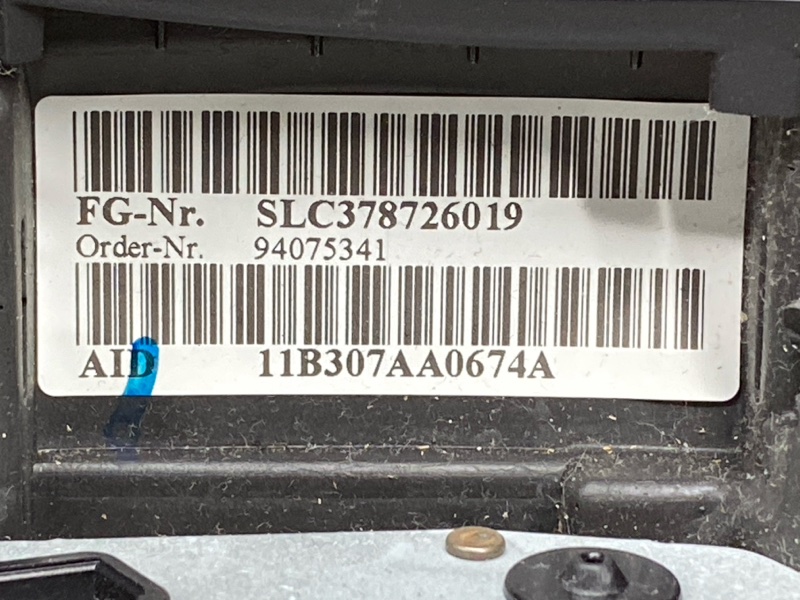 FG-Nr. SLC378726019
Order-Nr. 94075341
AID 11B307AA0674A